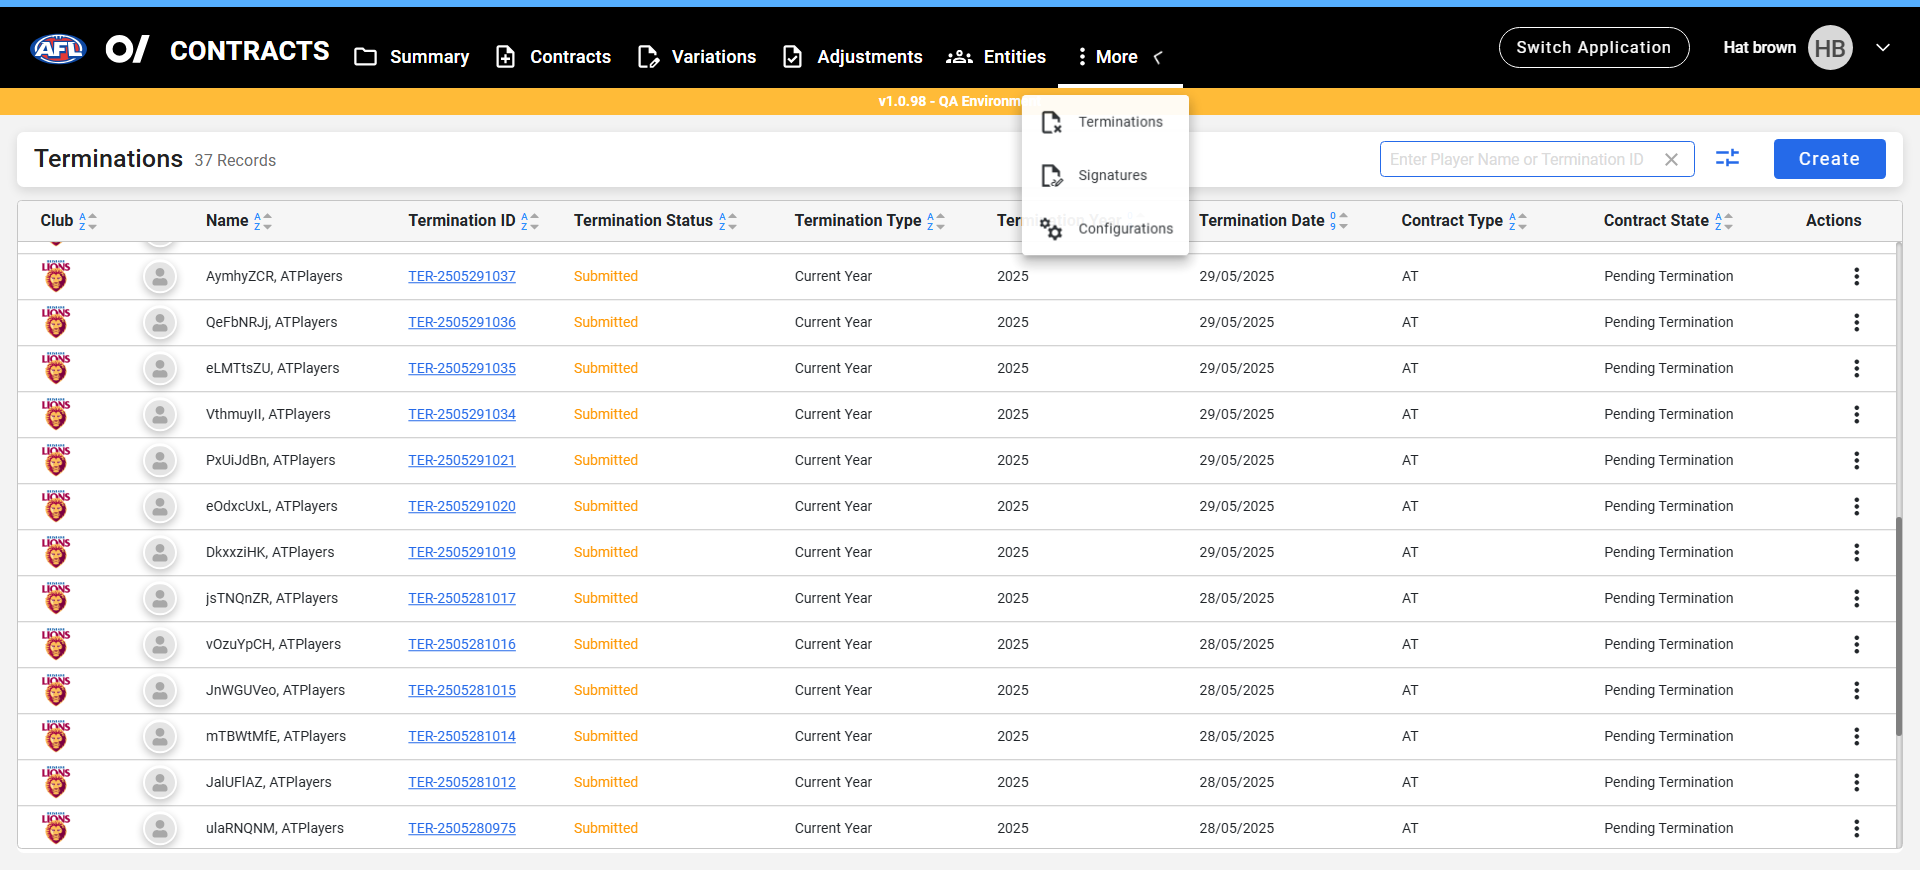 AFL CONTRACTS Summary Contracts Variations Adjustments Entities More Switch Application Hat brown HB
v1.0.98 - QA Environm
Terminations
Signatures
Configurations
Terminations 37 Records Enter Player Name or Termination ID Create
Club Name Termination ID Termination Status Termination Type Termination Year Termination Date Contract Type Contract State Actions
LIONS AymhyZCR, ATPlayers TER-2505291037 Submitted Current Year 2025 29/05/2025 AT Pending Termination
LIONS QeFbNRJj, ATPlayers TER-2505291036 Submitted Current Year 2025 29/05/2025 AT Pending Termination
LIONS eLMTtsZU, ATPlayers TER-2505291035 Submitted Current Year 2025 29/05/2025 AT Pending Termination
LIONS VthmuyII, ATPlayers TER-2505291034 Submitted Current Year 2025 29/05/2025 AT Pending Termination
LIONS PxUiJdBn, ATPlayers TER-2505291021 Submitted Current Year 2025 29/05/2025 AT Pending Termination
LIONS eOdxcUxL, ATPlayers TER-2505291020 Submitted Current Year 2025 29/05/2025 AT Pending Termination
LIONS DkxxziHK, ATPlayers TER-2505291019 Submitted Current Year 2025 29/05/2025 AT Pending Termination
LIONS jsTNQnZR, ATPlayers TER-2505281017 Submitted Current Year 2025 28/05/2025 AT Pending Termination
LIONS vOzuYpCH, ATPlayers TER-2505281016 Submitted Current Year 2025 28/05/2025 AT Pending Termination
LIONS JnWGUVeo, ATPlayers TER-2505281015 Submitted Current Year 2025 28/05/2025 AT Pending Termination
LIONS mTBWtMfE, ATPlayers TER-2505281014 Submitted Current Year 2025 28/05/2025 AT Pending Termination
LIONS JalUFlAZ, ATPlayers TER-2505281012 Submitted Current Year 2025 28/05/2025 AT Pending Termination
LIONS ulaRNQNM, ATPlayers TER-2505280975 Submitted Current Year 2025 28/05/2025 AT Pending Termination